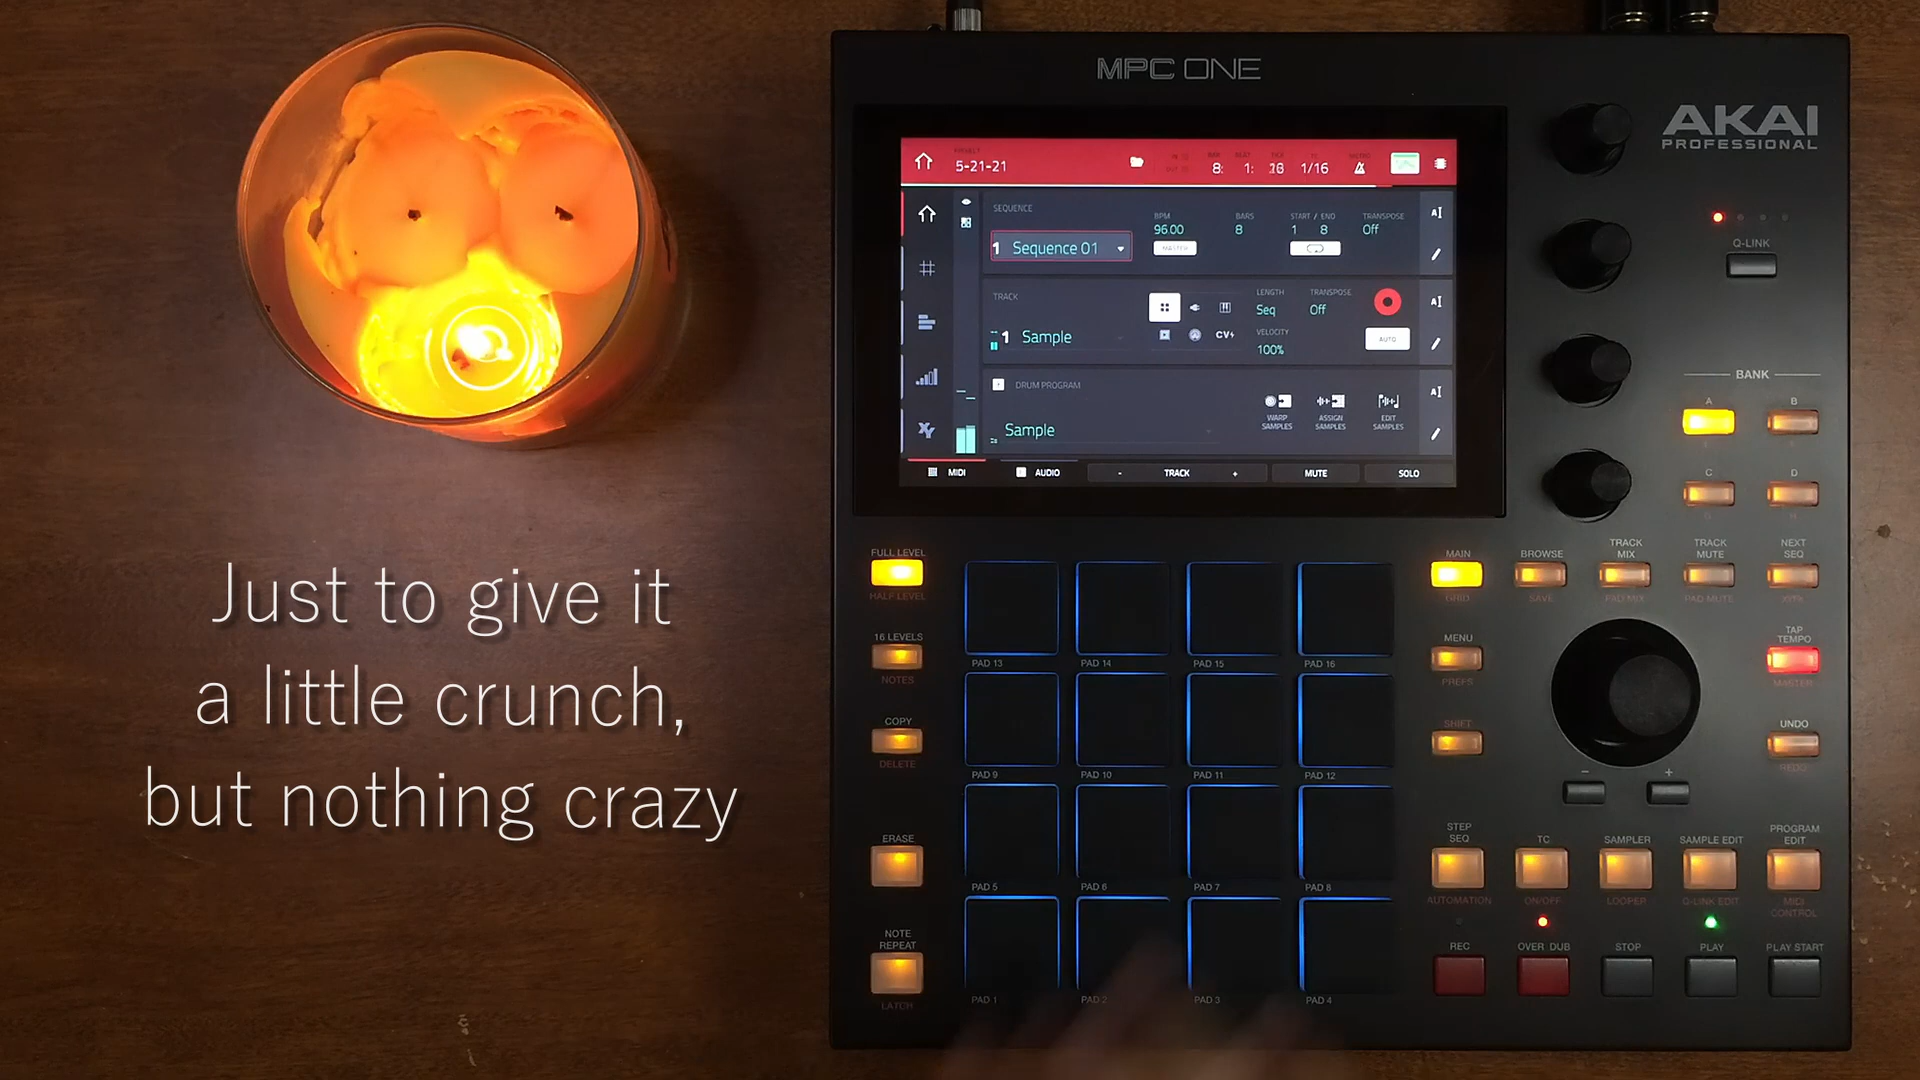 MPC ONE
AKAI
PROFESSIONAL
5-21-21
8: 1: 1/16
SEQUENCE
1 Sequence 01
BPM
96.00
MASTER
BARS
8
START / END
1 8
TRANSPOSE
Off
TRACK
1 Sample
CV
LENGTH
Seq
TRANSPOSE
Off
VELOCITY
100%
AUTO
DRUM PROGRAM
Sample
WARP
SAMPLES
ASSIGN
SAMPLES
EDIT
SAMPLES
XY
MIDI
AUDIO
- TRACK +
MUTE
SOLO
Q-LINK
BANK
A
B
C
D
Just to give it
a little crunch,
but nothing crazy
FULL LEVEL
HALF LEVEL
16 LEVELS
NOTES
COPY
DELETE
ERASE
NOTE
REPEAT
LATCH
PAD 13
PAD 14
PAD 15
PAD 16
PAD 9
PAD 10
PAD 11
PAD 12
PAD 5
PAD 6
PAD 7
PAD 8
PAD 1
PAD 2
PAD 3
PAD 4
MAIN
GRID
BROWSE
SAVE
TRACK
MIX
PAD MIX
TRACK
MUTE
PAD MUTE
NEXT
SEQ
MENU
PREFS
TAP
TEMPO
MASTER
SHIFT
UNDO
REDO
- +
STEP
SEQ
AUTOMATION
TC
ON/OFF
SAMPLER
LOOPER
SAMPLE EDIT
Q-LINK EDIT
PROGRAM
EDIT
MIDI
CONTROL
REC
OVER DUB
STOP
PLAY
PLAY START